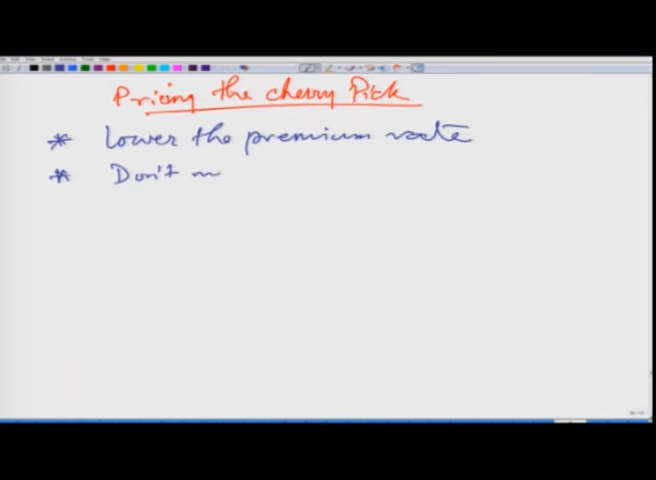 Pricing the cherry Pick
* Lower the premium rate
* Don't